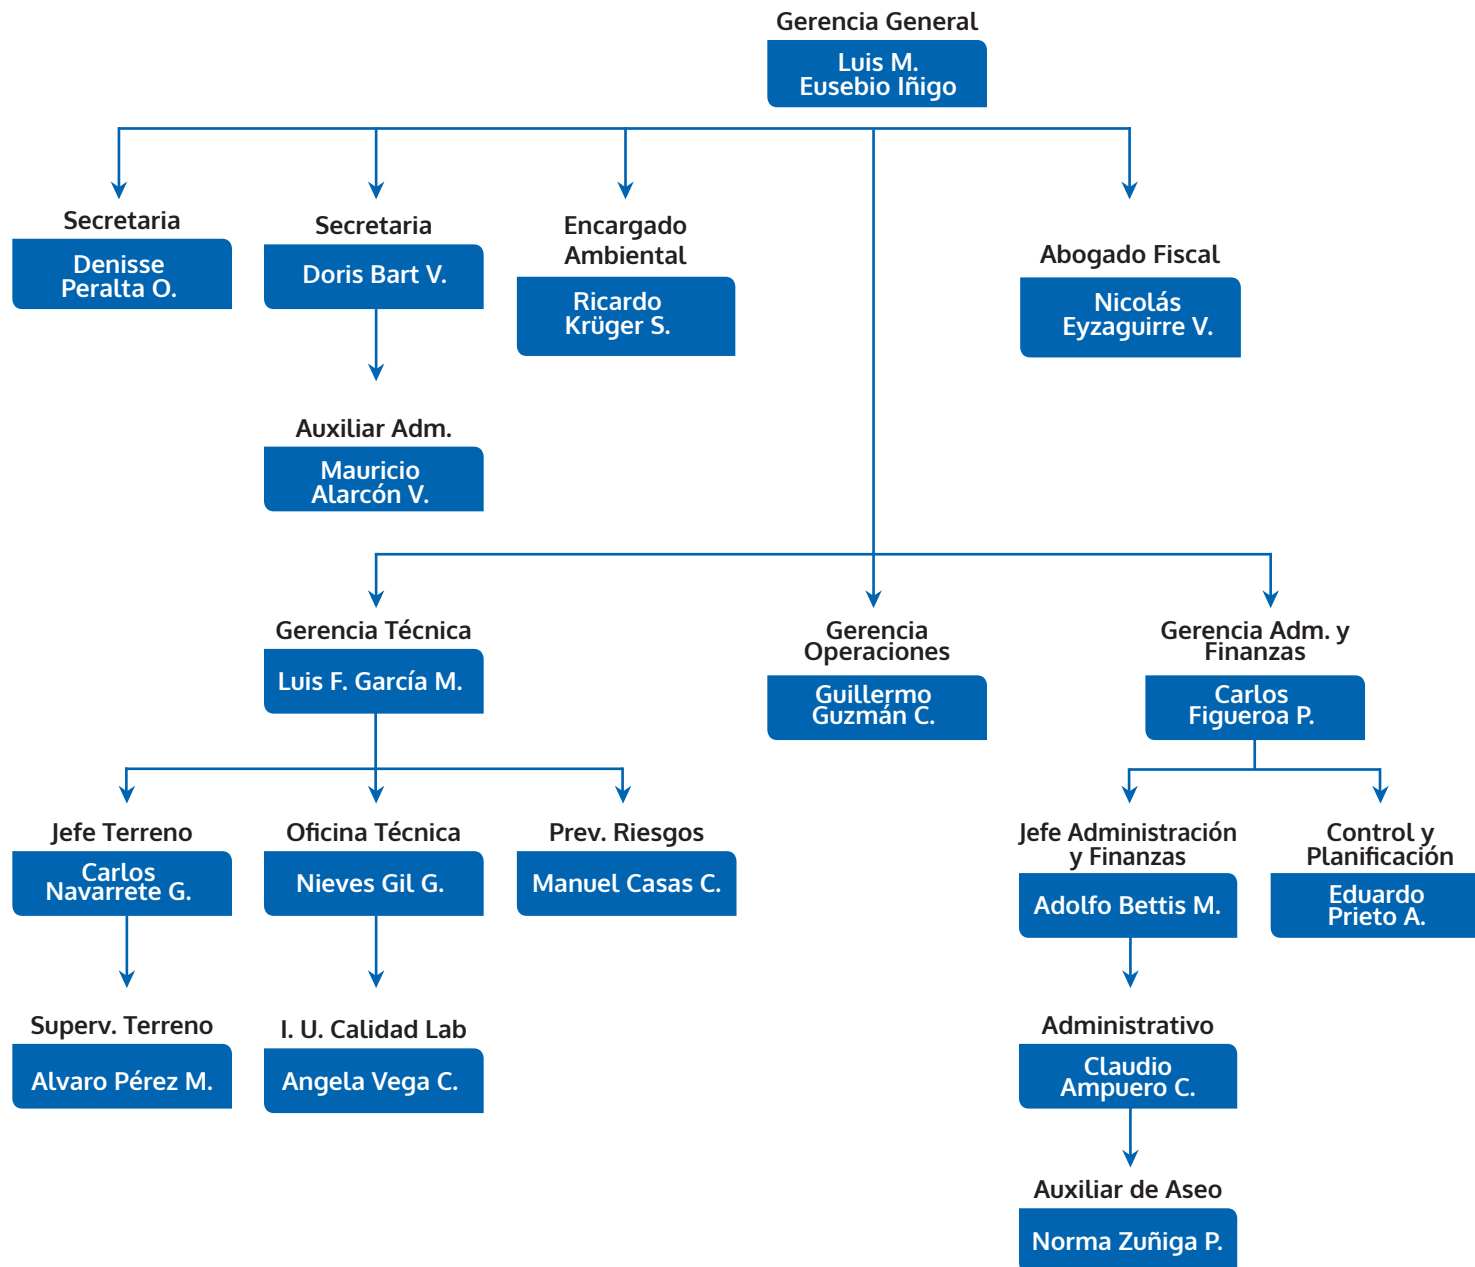 Gerencia General
Luis M.
Eusebio Iñigo
Secretaria
Denisse
Peralta O.
Secretaria
Doris Bart V.
Encargado
Ambiental
Ricardo
Krüger S.
Abogado Fiscal
Nicolás
Eyzaguirre V.
Auxiliar Adm.
Mauricio
Alarcón V.
Gerencia Técnica
Luis F. García M.
Gerencia
Operaciones
Guillermo
Guzmán C.
Gerencia Adm. y
Finanzas
Carlos
Figueroa P.
Jefe Terreno
Carlos
Navarrete G.
Oficina Técnica
Nieves Gil G.
Prev. Riesgos
Manuel Casas C.
Jefe Administración
y Finanzas
Adolfo Bettis M.
Control y
Planificación
Eduardo
Prieto A.
Superv. Terreno
Alvaro Pérez M.
I. U. Calidad Lab
Angela Vega C.
Administrativo
Claudio
Ampuero C.
Auxiliar de Aseo
Norma Zuñiga P.